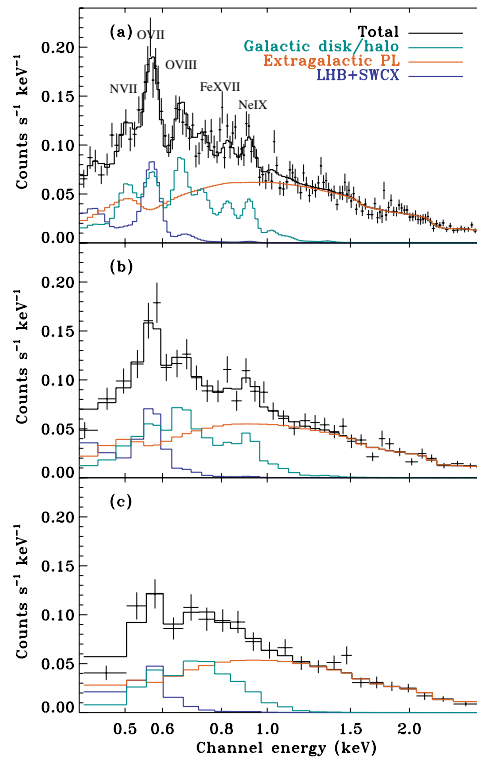 (a)
Total
Galactic disk/halo
Extragalactic PL
LHB+SWCX
OVII
OVIII
NVII
FeXVII
NeIX
Counts s⁻¹ keV⁻¹
0.20
0.15
0.10
0.05
0.00
(b)
Counts s⁻¹ keV⁻¹
0.20
0.15
0.10
0.05
0.00
(c)
Counts s⁻¹ keV⁻¹
0.20
0.15
0.10
0.05
0.00
0.5 0.6 0.8 1.0 1.5 2.0
Channel energy (keV)